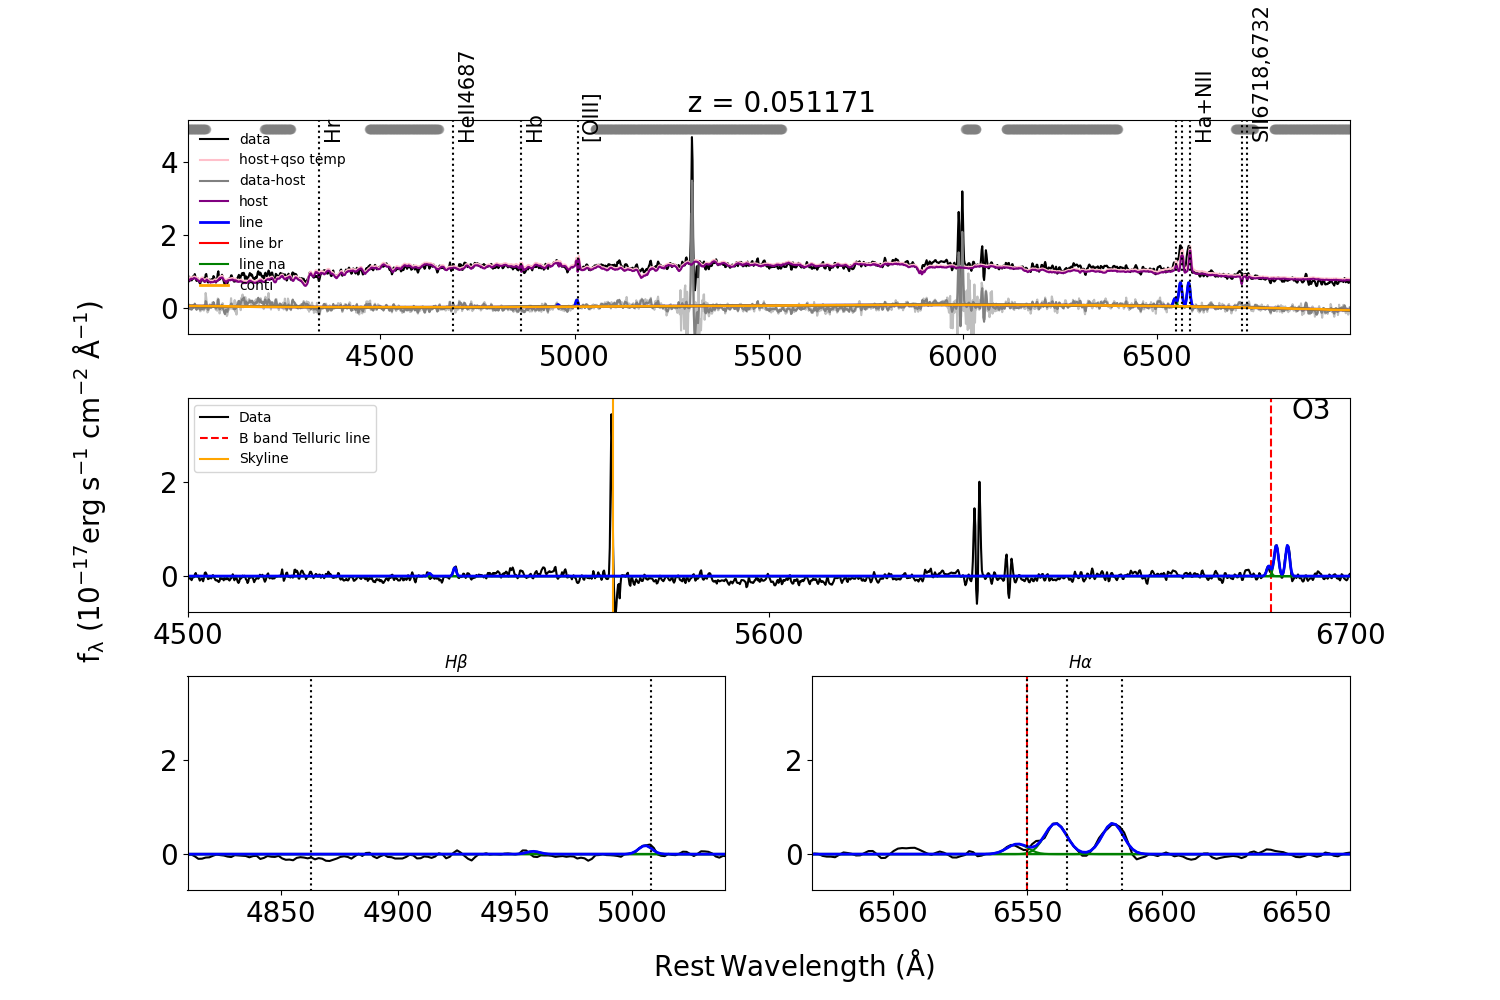 z = 0.051171
Hr
HeII4687
Hb
[OIII]
Ha+NII
SII6718,6732
data
host+qso temp
data-host
host
line
line br
line na
conti
4
2
0
4500
5000
5500
6000
6500
f_λ (10^−17 erg s^−1 cm^−2 Å^−1)
Data
B band Telluric line
Skyline
O3
2
0
4500
5600
6700
Hβ
2
0
4850
4900
4950
5000
Hα
2
0
6500
6550
6600
6650
Rest Wavelength (Å)